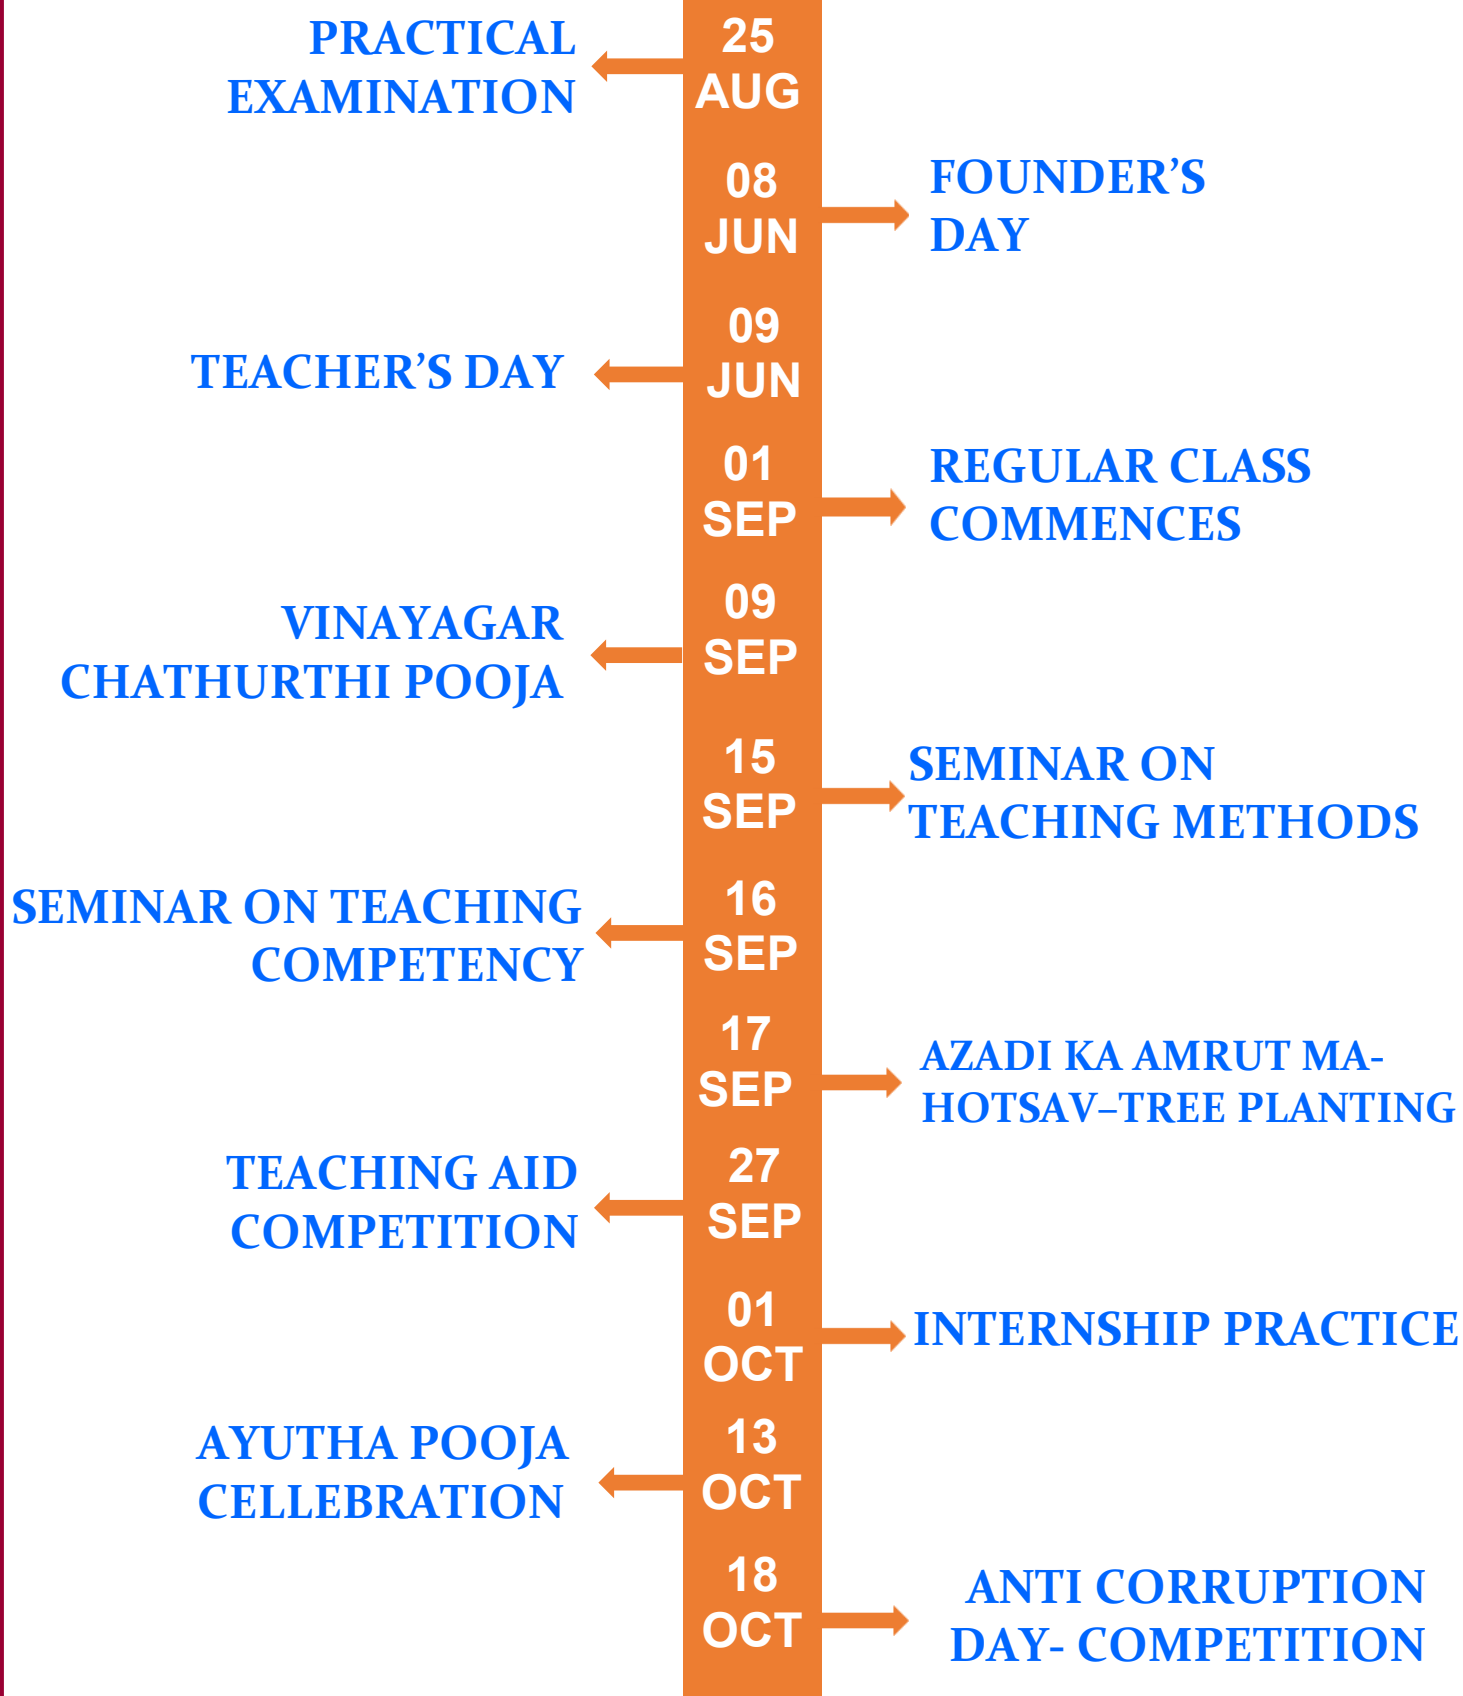 PRACTICAL
EXAMINATION
25
AUG
08
JUN
FOUNDER’S
DAY
09
JUN
TEACHER’S DAY
01
SEP
REGULAR CLASS
COMMENCES
09
SEP
VINAYAGAR
CHATHURTHI POOJA
15
SEP
SEMINAR ON
TEACHING METHODS
SEMINAR ON TEACHING
COMPETENCY
16
SEP
17
SEP
AZADI KA AMRUT MA-
HOTSAV–TREE PLANTING
TEACHING AID
COMPETITION
27
SEP
01
OCT
INTERNSHIP PRACTICE
AYUTHA POOJA
CELLEBRATION
13
OCT
18
OCT
ANTI CORRUPTION
DAY- COMPETITION